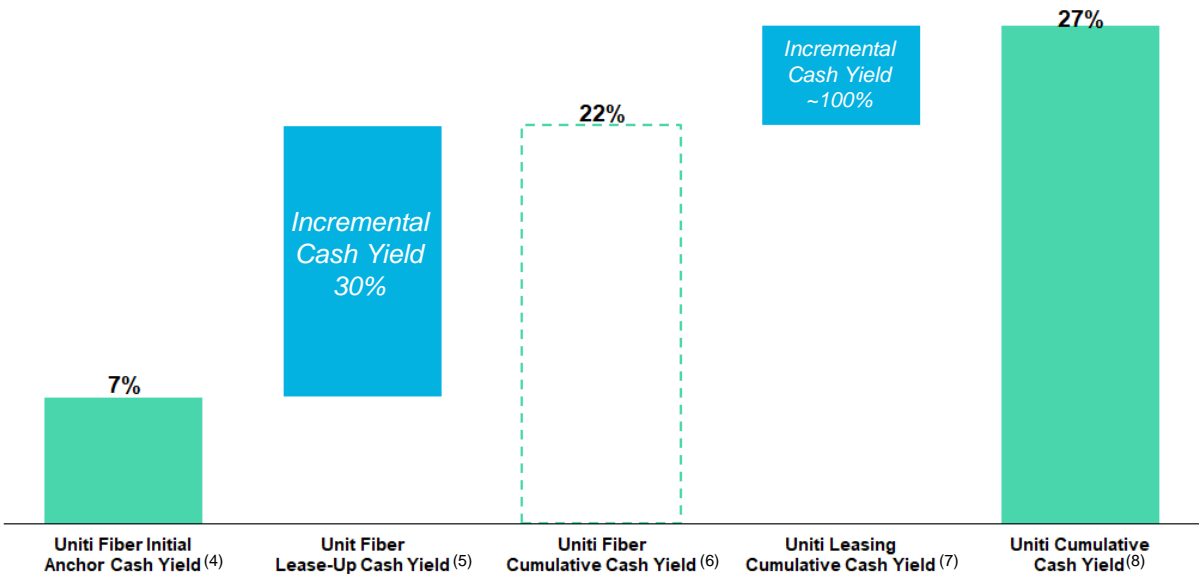 27%
Incremental
Cash Yield
~100%
22%
Incremental
Cash Yield
30%
7%
Uniti Fiber Initial
Anchor Cash Yield (4)
Unit Fiber
Lease-Up Cash Yield (5)
Uniti Fiber
Cumulative Cash Yield (6)
Uniti Leasing
Cumulative Cash Yield (7)
Uniti Cumulative
Cash Yield (8)